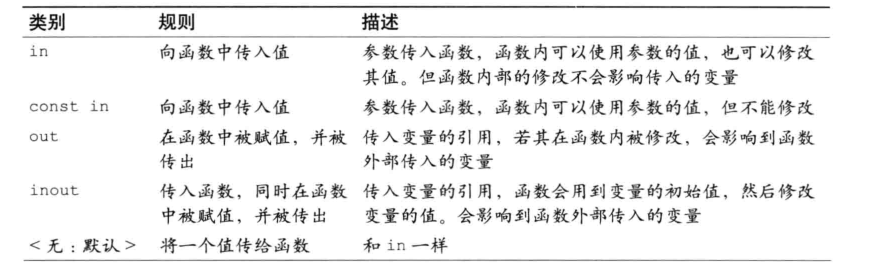 类别 规则 描述
in 向函数中传入值 参数传入函数，函数内可以使用参数的值，也可以修改
其值。但函数内部的修改不会影响传入的变量
const in 向函数中传入值 参数传入函数，函数内可以使用参数的值，但不能修改
out 在函数中被赋值，并被 传入变量的引用，若其在函数内被修改，会影响到函数
传出 外部传入的变量
inout 传入函数，同时在函数 传入变量的引用，函数会用到变量的初始值，然后修改
中被赋值，并被传出 变量的值。会影响到函数外部传入的变量
<无：默认> 将一个值传给函数 和 in 一样